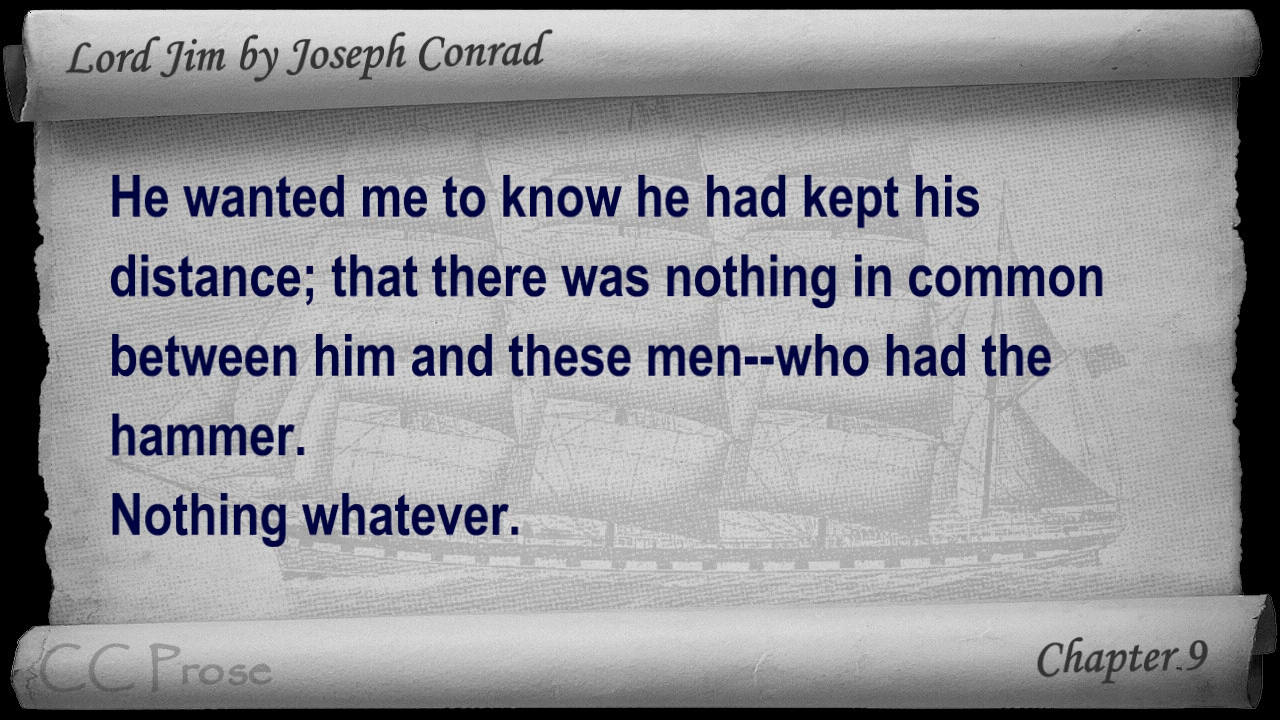 Lord Jim by Joseph Conrad
He wanted me to know he had kept his
distance; that there was nothing in common
between him and these men--who had the
hammer.
Nothing whatever.
CC Prose
Chapter 9